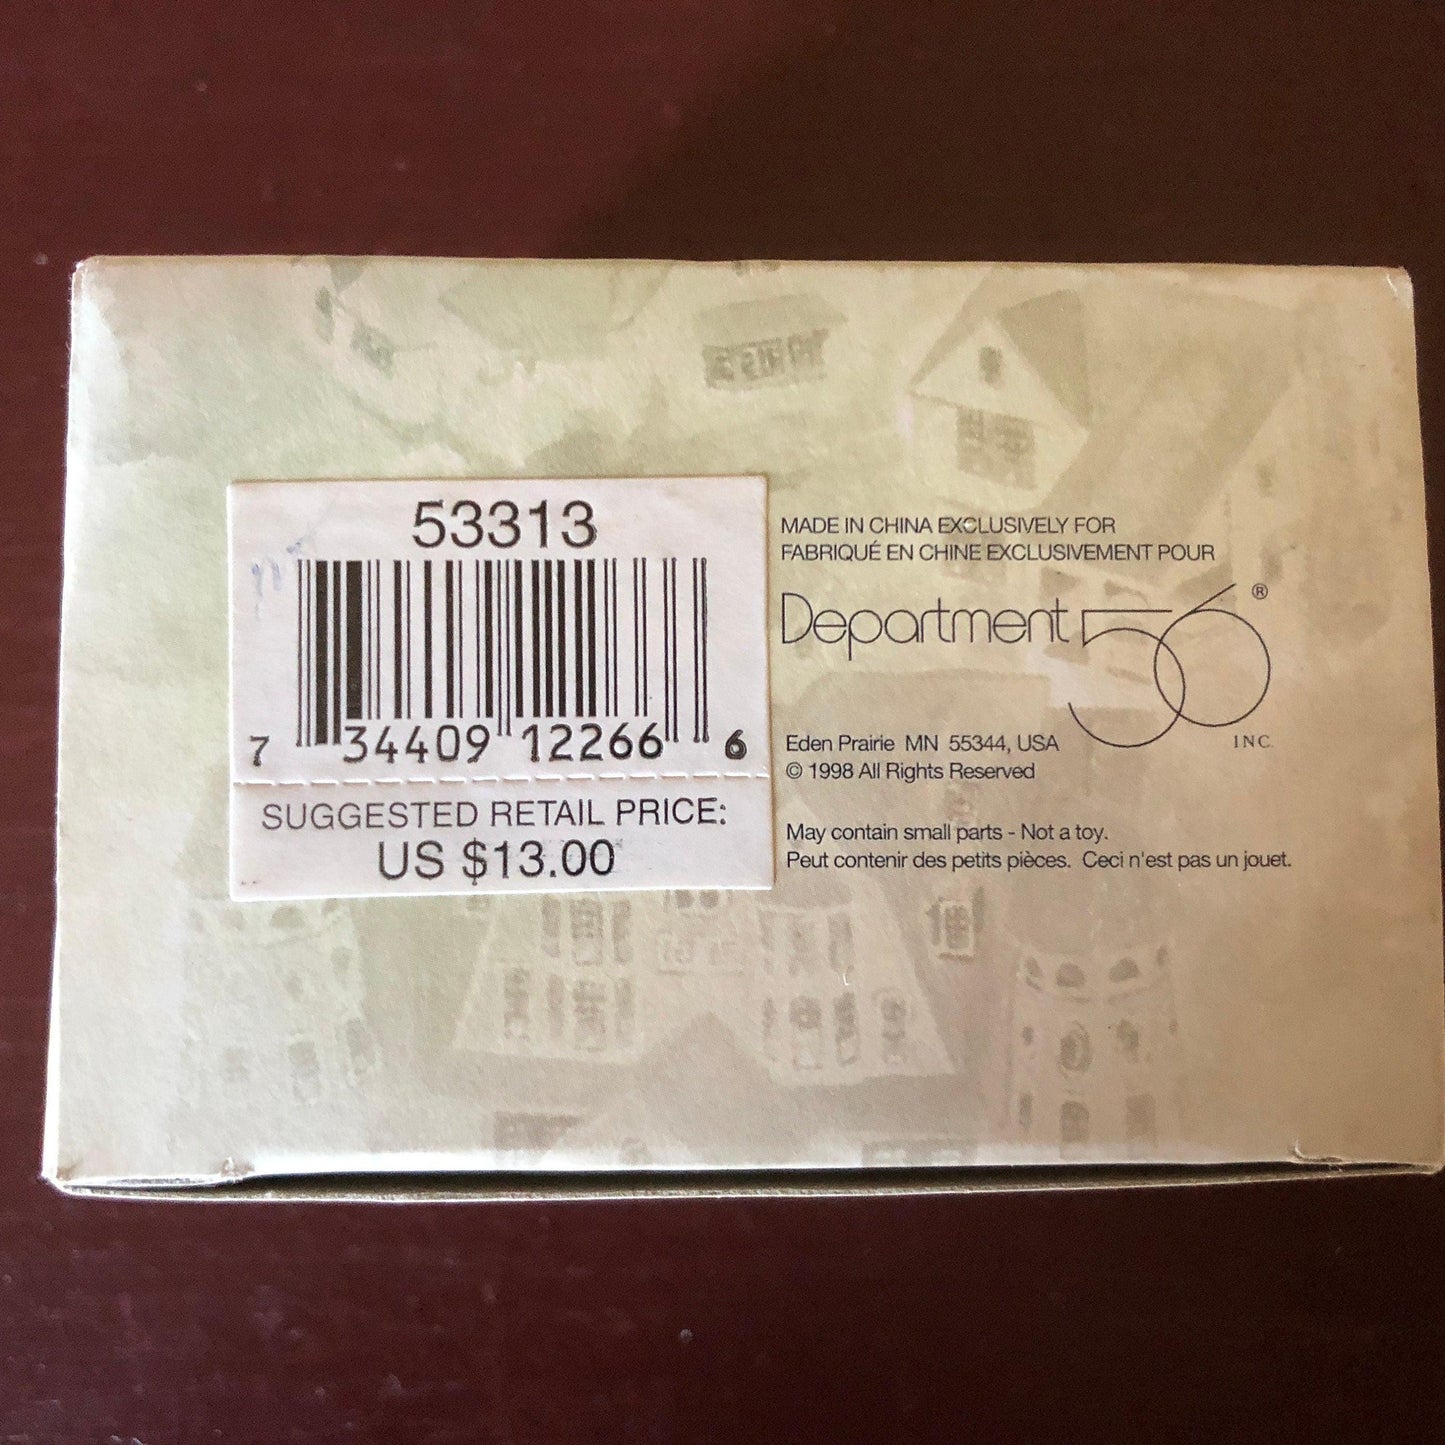 53313
7 34409 12266 6
SUGGESTED RETAIL PRICE:
US $13.00
MADE IN CHINA EXCLUSIVELY FOR
FABRIQUÉ EN CHINE EXCLUSIVEMENT POUR
Department 56®
INC.
Eden Prairie MN 55344, USA
© 1998 All Rights Reserved
May contain small parts - Not a toy.
Peut contenir des petits pièces. Ceci n'est pas un jouet.